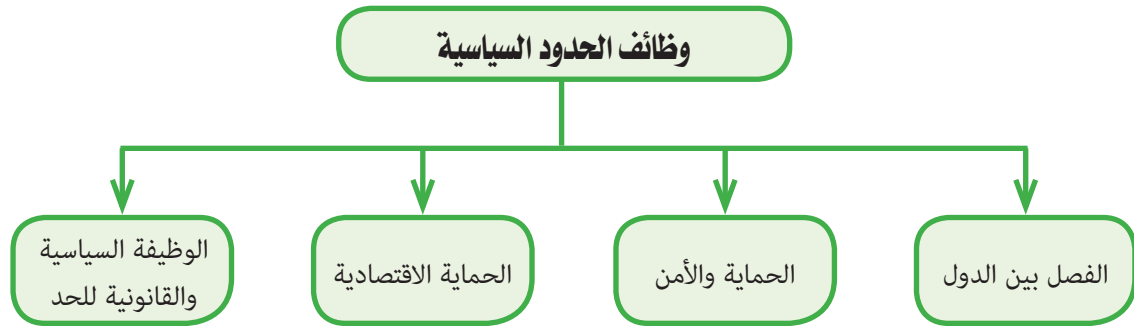 وظائف الحدود السياسية
الفصل بين الدول
الحماية والأمن
الحماية الاقتصادية
الوظيفة السياسية
والقانونية للحد